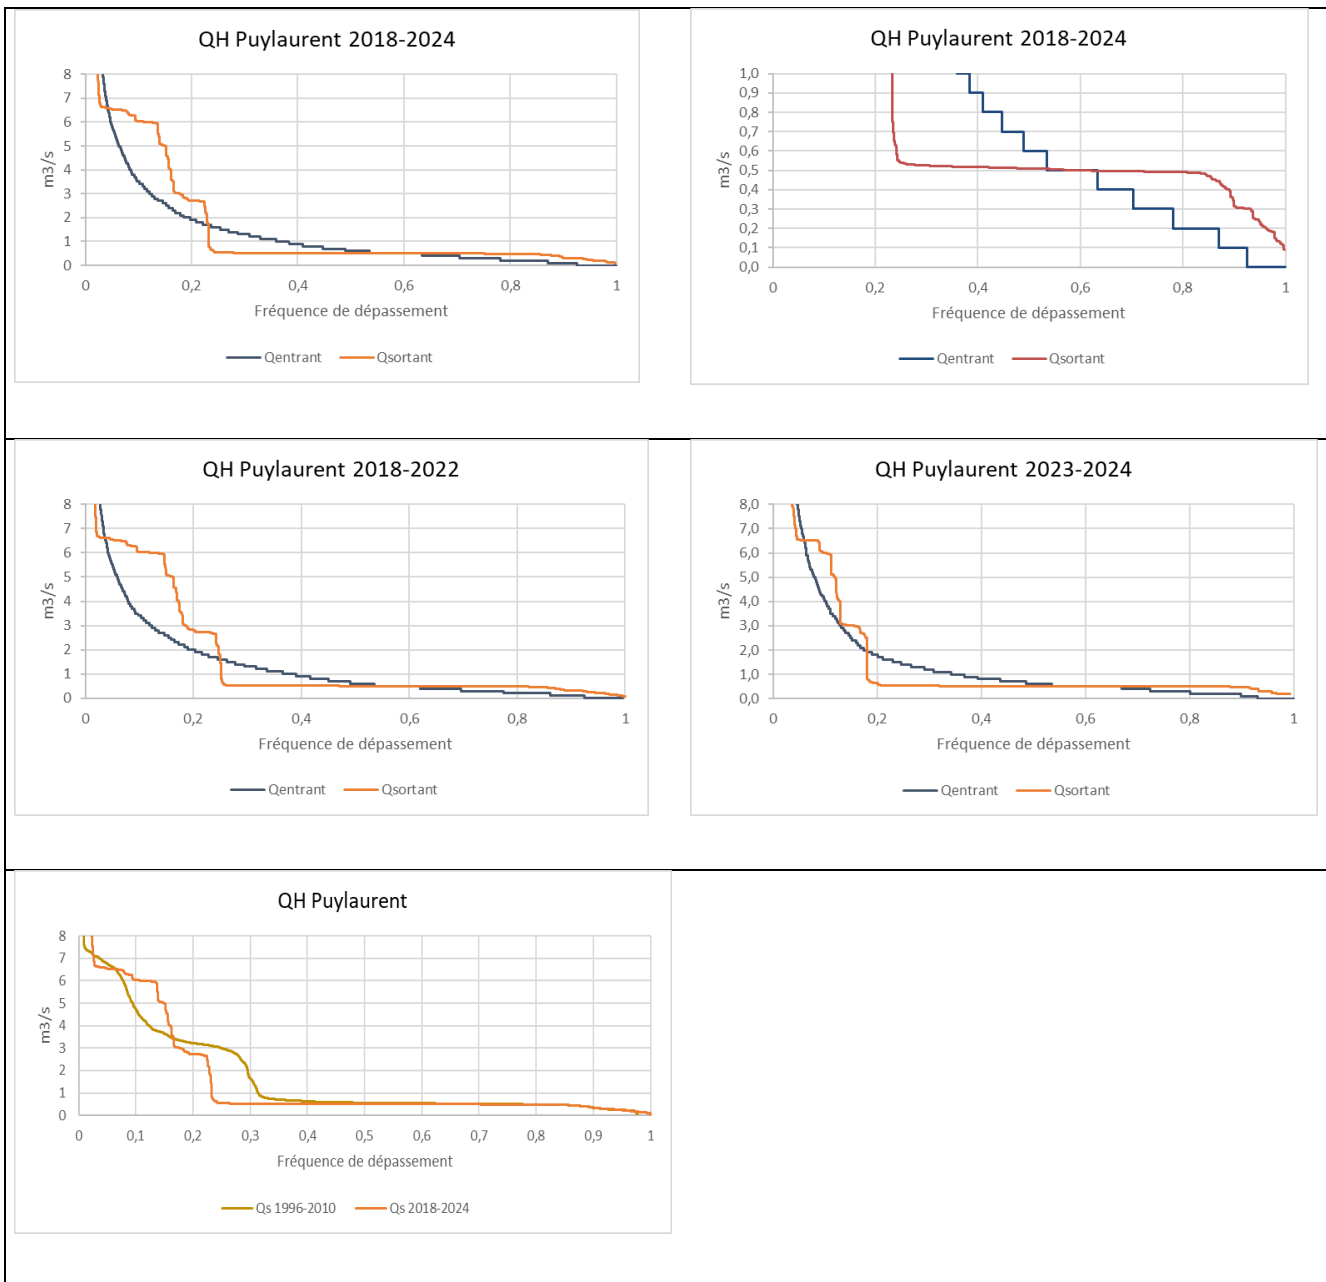 QH Puylaurent 2018-2024
8
7
6
5
4
3
2
1
0
m3/s
0 0,2 0,4 0,6 0,8 1
Fréquence de dépassement
Qentrant Qsortant
QH Puylaurent 2018-2024
1,0
0,9
0,8
0,7
0,6
0,5
0,4
0,3
0,2
0,1
0,0
m3/s
0 0,2 0,4 0,6 0,8 1
Fréquence de dépassement
Qentrant Qsortant
QH Puylaurent 2018-2022
8
7
6
5
4
3
2
1
0
m3/s
0 0,2 0,4 0,6 0,8 1
Fréquence de dépassement
Qentrant Qsortant
QH Puylaurent 2023-2024
8,0
7,0
6,0
5,0
4,0
3,0
2,0
1,0
0,0
m3/s
0 0,2 0,4 0,6 0,8 1
Fréquence de dépassement
Qentrant Qsortant
QH Puylaurent
8
7
6
5
4
3
2
1
0
m3/s
0 0,1 0,2 0,3 0,4 0,5 0,6 0,7 0,8 0,9 1
Fréquence de dépassement
Qs 1996-2010 Qs 2018-2024